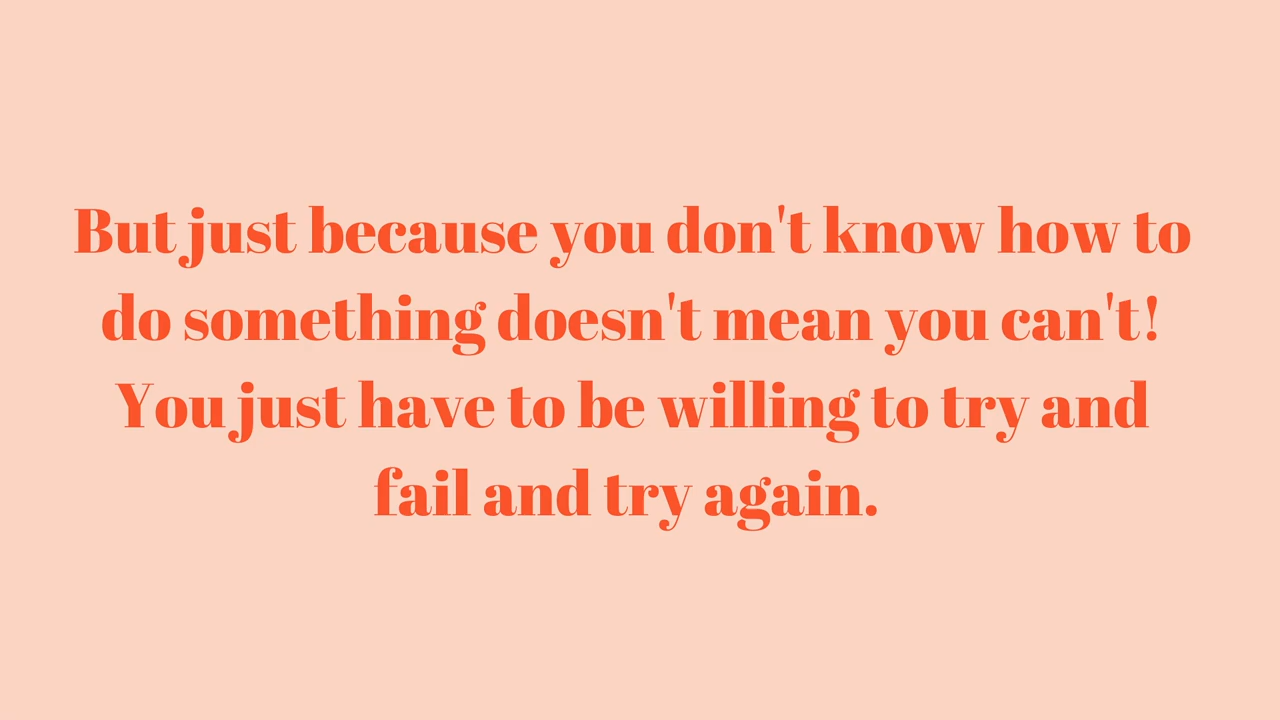 But just because you don't know how to
do something doesn't mean you can't!
You just have to be willing to try and
fail and try again.